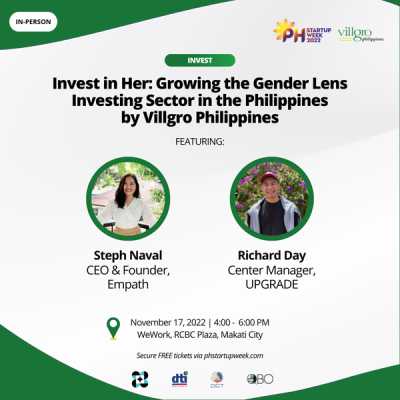 IN-PERSON
PH STARTUP WEEK 2022
villgro
philippines
INVEST
Invest in Her: Growing the Gender Lens
Investing Sector in the Philippines
by Villgro Philippines
FEATURING:
Steph Naval
CEO & Founder,
Empath
Richard Day
Center Manager,
UPGRADE
November 17, 2022 | 4:00 - 6:00 PM
WeWork, RCBC Plaza, Makati City
Secure FREE tickets via phstartupweek.com
dti
DICT
QBO